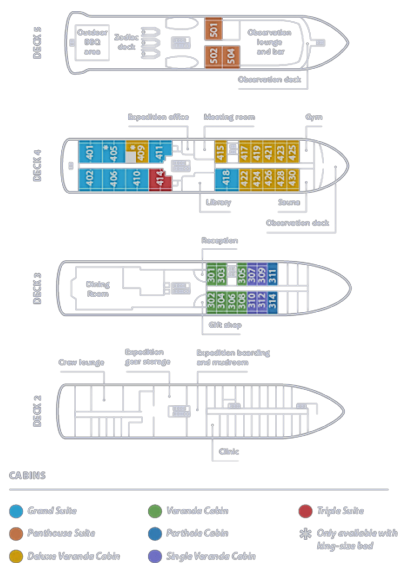 DECK 5
Outdoor
BBQ
area
Zodiac
deck
501
502
504
Observation
lounge
and bar
Observation deck
Expedition office
Meeting room
Gym
DECK 4
401
405
409
411
415
417
419
421
423
425
402
406
410
414
418
422
424
426
428
430
Library
Sauna
Observation deck
Reception
DECK 3
Dining
Room
301
303
305
307
309
311
302
304
306
308
310
312
314
Gift shop
Crew lounge
Expedition
gear storage
Expedition boarding
and mudroom
DECK 2
Clinic
CABINS
Grand Suite
Veranda Cabin
Triple Suite
Penthouse Suite
Porthole Cabin
Only available with
king-size bed
Deluxe Veranda Cabin
Single Veranda Cabin